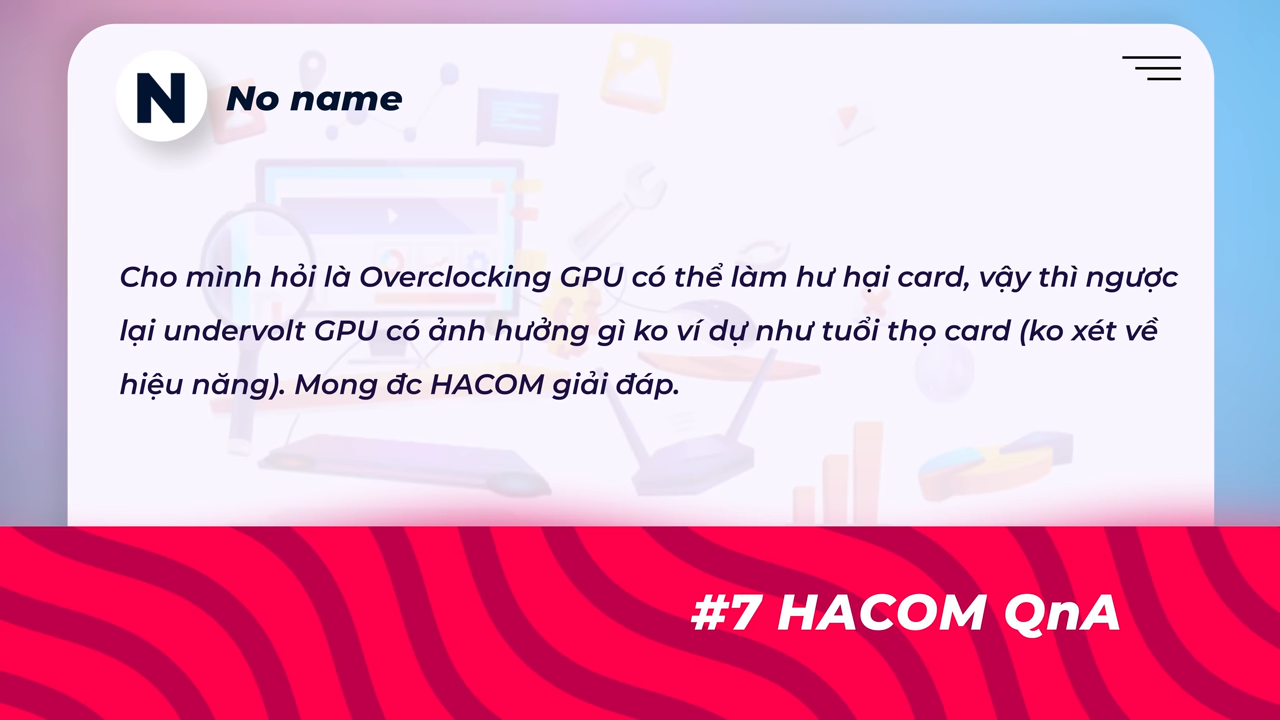 N
No name
Cho mình hỏi là Overclocking GPU có thể làm hư hại card, vậy thì ngược
lại undervolt GPU có ảnh hưởng gì ko ví dự như tuổi thọ card (ko xét về
hiệu năng). Mong đc HACOM giải đáp.
#7 HACOM QnA